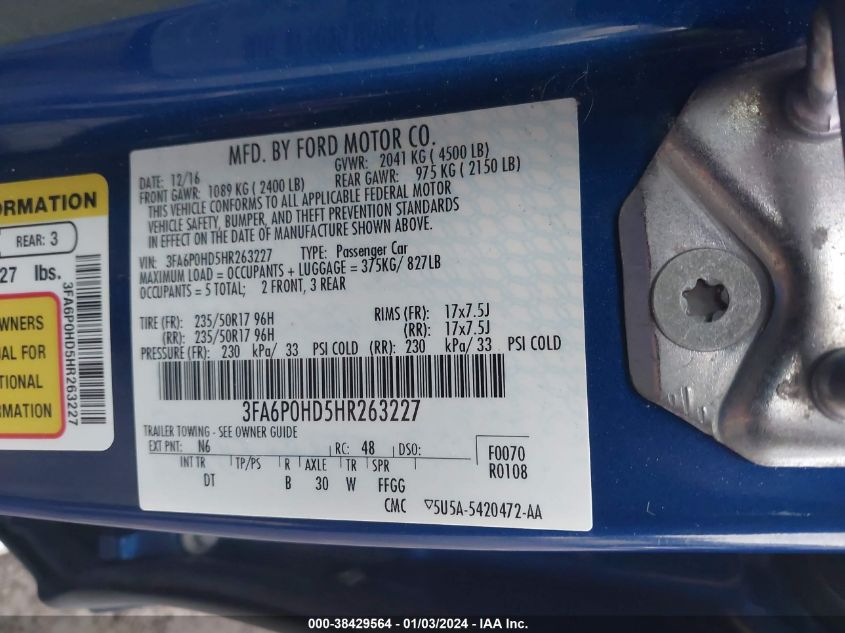 MFD. BY FORD MOTOR CO.
DATE: 12/16 GVWR: 2041 KG ( 4500 LB)
FRONT GAWR: 1089 KG ( 2400 LB) REAR GAWR: 975 KG ( 2150 LB)
THIS VEHICLE CONFORMS TO ALL APPLICABLE FEDERAL MOTOR
VEHICLE SAFETY, BUMPER, AND THEFT PREVENTION STANDARDS
IN EFFECT ON THE DATE OF MANUFACTURE SHOWN ABOVE.
VIN: 3FA6P0HD5HR263227 TYPE: Passenger Car
MAXIMUM LOAD = OCCUPANTS + LUGGAGE = 375KG/ 827LB
OCCUPANTS = 5 TOTAL; 2 FRONT, 3 REAR
TIRE (FR): 235/50R17 96H RIMS (FR): 17x7.5J
(RR): 235/50R17 96H (RR): 17x7.5J
PRESSURE (FR): 230 kPa/ 33 PSI COLD (RR): 230 kPa/ 33 PSI COLD
3FA6P0HD5HR263227
TRAILER TOWING - SEE OWNER GUIDE
EXT PNT: N6 RC: 48 DSO: F0070
INT TR TP/PS R AXLE TR SPR R0108
DT B 30 W FFGG
CMC ▽5U5A-5420472-AA
ORMATION
REAR: 3
27 lbs.
OWNERS
UAL FOR
TIONAL
ORMATION
3FA6P0HD5HR263227
000-38429564 - 01/03/2024 - IAA Inc.